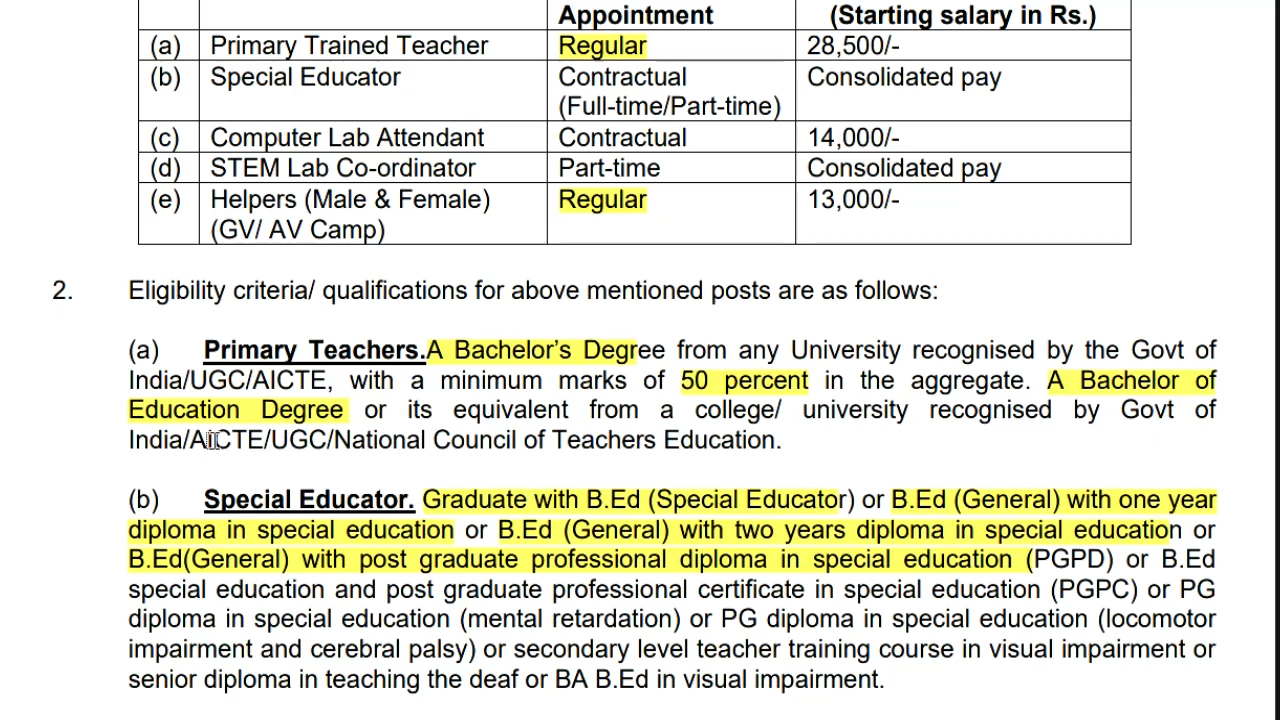 Appointment (Starting salary in Rs.)
(a) Primary Trained Teacher Regular 28,500/-
(b) Special Educator Contractual Consolidated pay
(Full-time/Part-time)
(c) Computer Lab Attendant Contractual 14,000/-
(d) STEM Lab Co-ordinator Part-time Consolidated pay
(e) Helpers (Male & Female) Regular 13,000/-
(GV/ AV Camp)
2. Eligibility criteria/ qualifications for above mentioned posts are as follows:
(a) Primary Teachers.A Bachelor’s Degree from any University recognised by the Govt of
India/UGC/AICTE, with a minimum marks of 50 percent in the aggregate. A Bachelor of
Education Degree or its equivalent from a college/ university recognised by Govt of
India/AICTE/UGC/National Council of Teachers Education.
(b) Special Educator. Graduate with B.Ed (Special Educator) or B.Ed (General) with one year
diploma in special education or B.Ed (General) with two years diploma in special education or
B.Ed(General) with post graduate professional diploma in special education (PGPD) or B.Ed
special education and post graduate professional certificate in special education (PGPC) or PG
diploma in special education (mental retardation) or PG diploma in special education (locomotor
impairment and cerebral palsy) or secondary level teacher training course in visual impairment or
senior diploma in teaching the deaf or BA B.Ed in visual impairment.